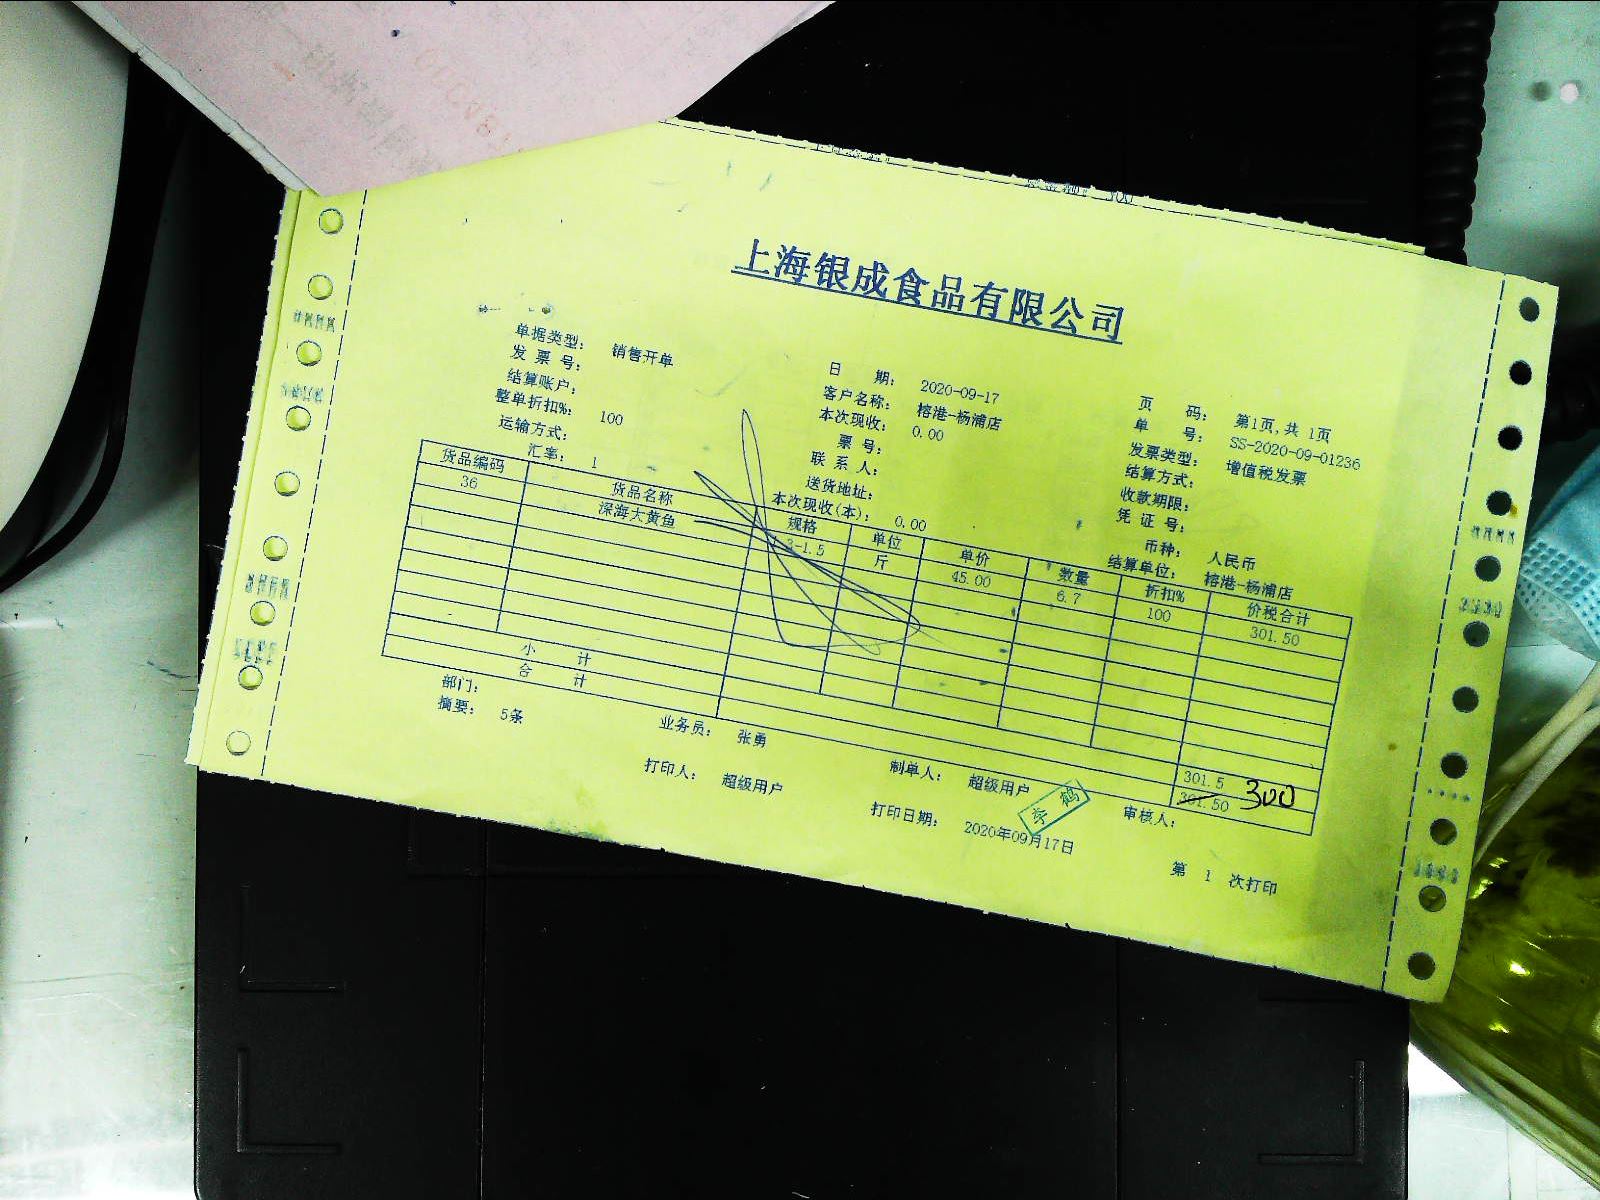 上海银成食品有限公司
单据类型： 销售开单 日 期： 2020-09-17 页 码： 第1页,共 1页
发 票 号： 客户名称： 榕港-杨浦店 单 号： SS-2020-09-01236
结算账户： 本次现收： 0.00 发票类型： 增值税发票
整单折扣%： 100 票 号： 结算方式：
运输方式： 联 系 人： 收款期限：
汇率： 1 送货地址： 凭 证 号：
本次现收(本)： 0.00 币种： 人民币
结算单位： 榕港-杨浦店
货品编码 货品名称 规格 单位 单价 数量 折扣% 价税合计
36 深海大黄鱼 3-1.5 斤 45.00 6.7 100 301.50
小 计 301.5
合 计 301.50 300
部门： 业务员： 张勇 制单人： 超级用户 审核人：
摘要： 5条
李鹤
打印人： 超级用户 打印日期： 2020年09月17日 第 1 次打印